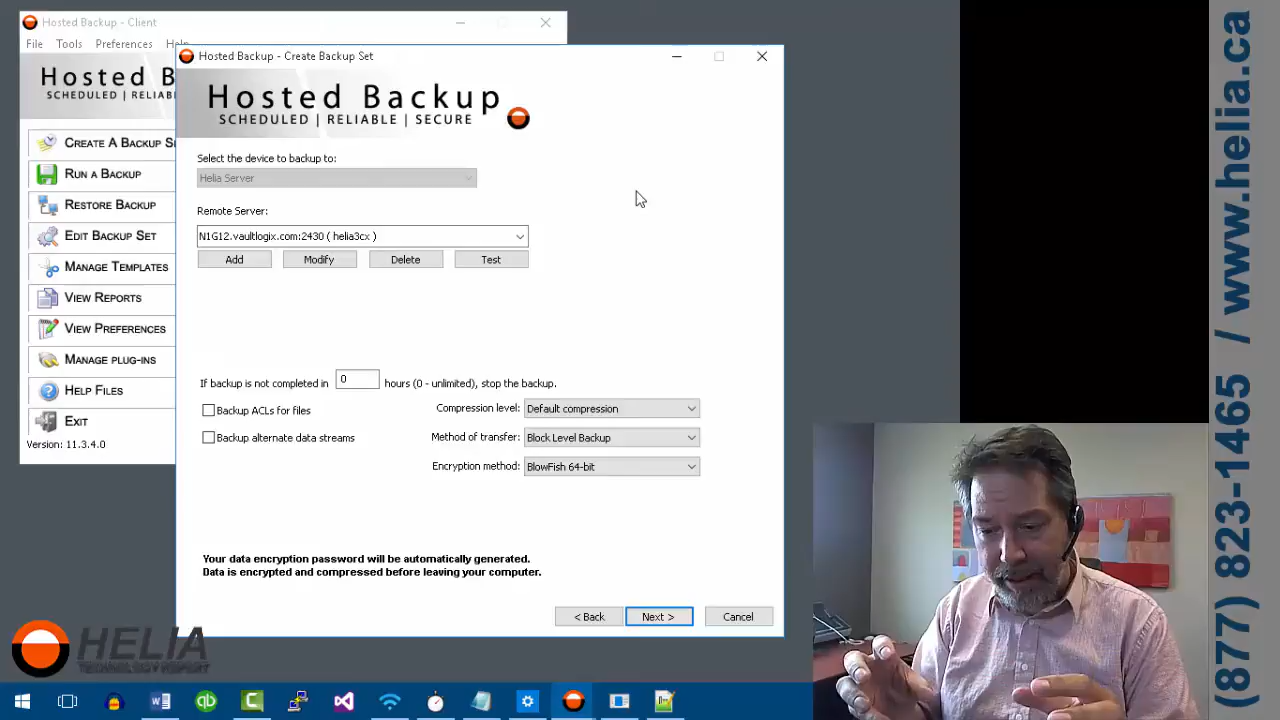 Hosted Backup - Client
File Tools Preferences Help
Hosted B
SCHEDULED | RELIABLE
CREATE A BACKUP S
RUN A BACKUP
RESTORE BACKUP
EDIT BACKUP SET
MANAGE TEMPLATES
VIEW REPORTS
VIEW PREFERENCES
MANAGE PLUG-INS
HELP FILES
EXIT
Version: 11.3.4.0
Hosted Backup - Create Backup Set
Hosted Backup
SCHEDULED | RELIABLE | SECURE
Select the device to backup to:
Helia Server
Remote Server:
N1G12.vaultlogix.com:2430 ( helia3cx )
Add Modify Delete Test
If backup is not completed in 0 hours (0 - unlimited), stop the backup.
Backup ACLs for files
Backup alternate data streams
Compression level: Default compression
Method of transfer: Block Level Backup
Encryption method: BlowFish 64-bit
Your data encryption password will be automatically generated.
Data is encrypted and compressed before leaving your computer.
< Back Next > Cancel
HELIA
TECHNOLOGY REPORT
(877) 823-1465 / www.helia.ca